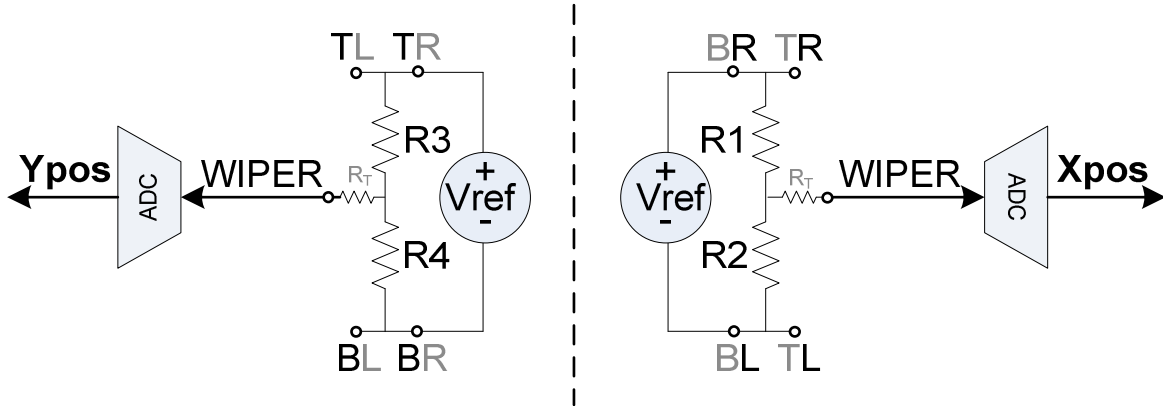 TL TR
R3
Ypos
ADC
WIPER
RT
+
Vref
-
R4
BL BR
BR TR
R1
+
Vref
-
RT
WIPER
ADC
Xpos
R2
BL TL